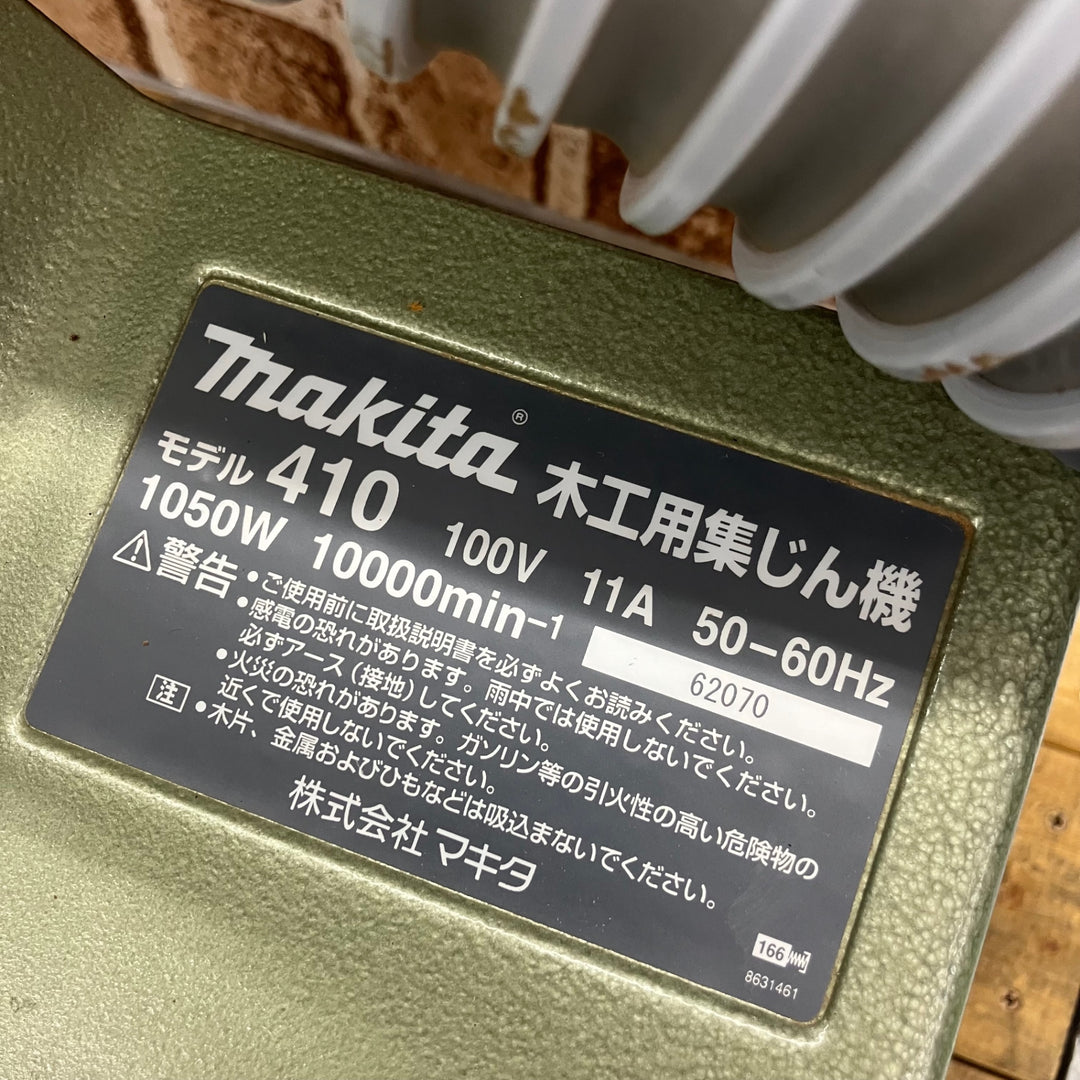 makita® 木工用集じん機
モデル 410 100V 11A 50-60Hz
1050W 10000min-1
62070
⚠警告 •ご使用前に取扱説明書を必ずよくお読みください。
•感電の恐れがあります。雨中では使用しないでください。
必ずアース(接地)してください。
•火災の恐れがあります。ガソリン等の引火性の高い危険物の
近くで使用しないでください。
注 •木片、金属およびひもなどは吸込まないでください。
株式会社マキタ
166
8631461